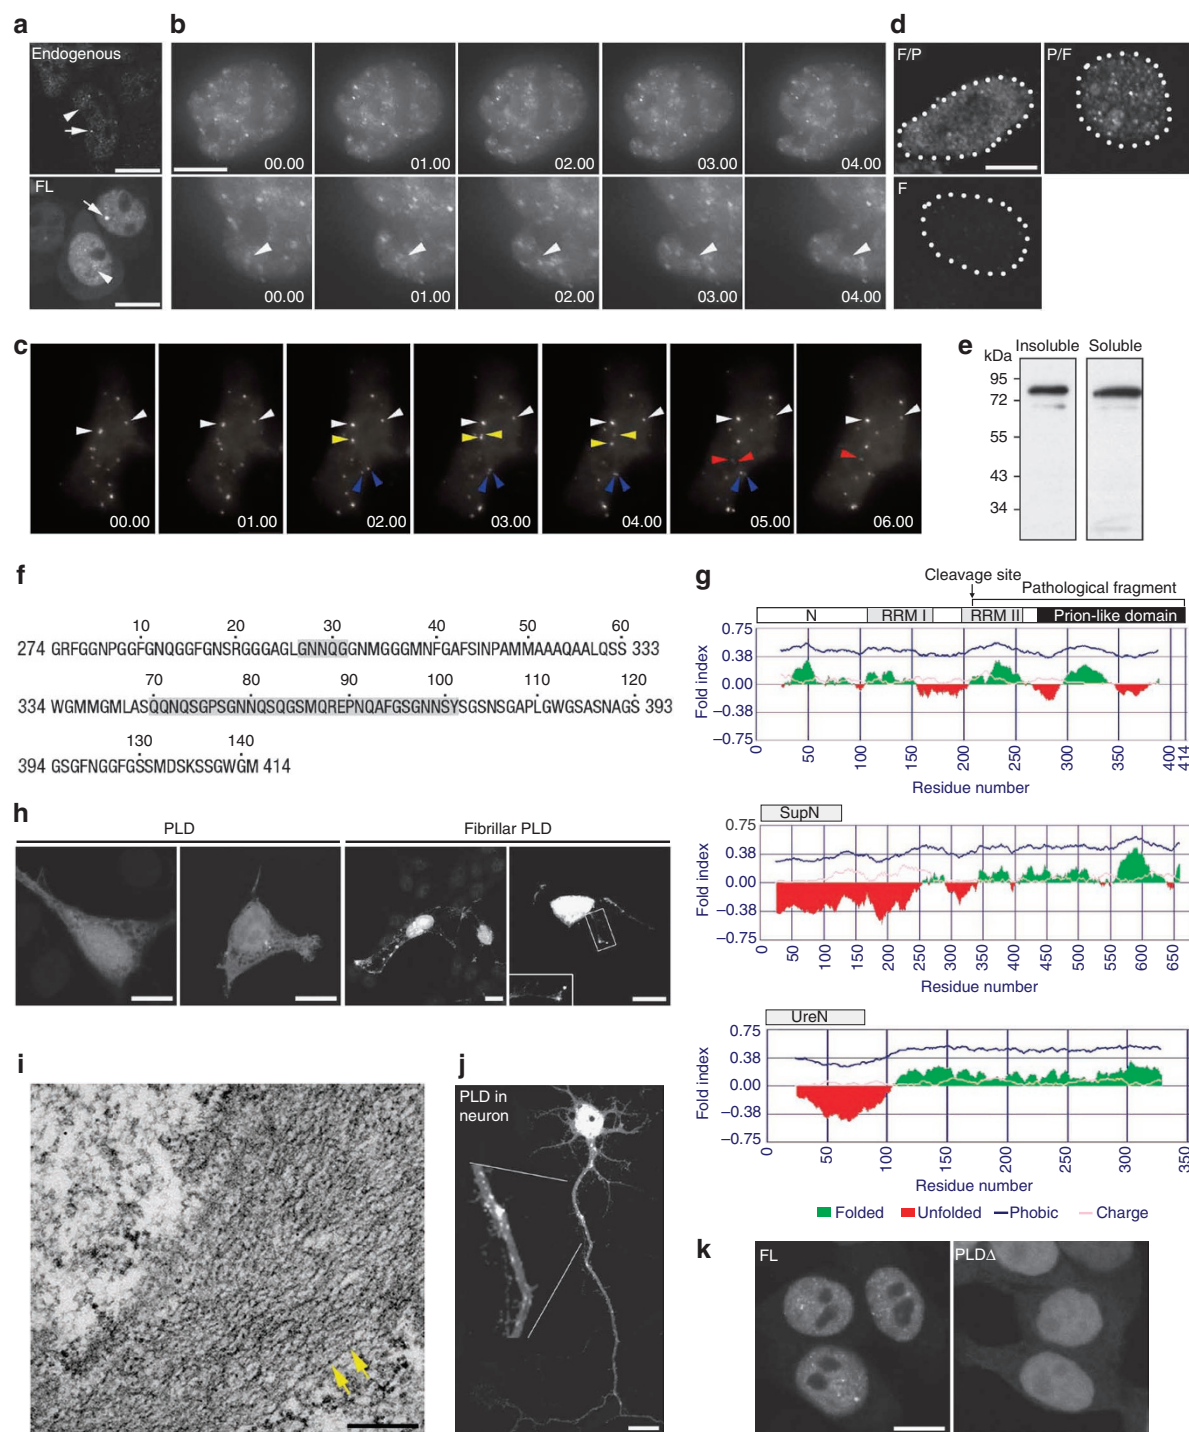 a
Endogenous
FL
b
00.00 01.00 02.00 03.00 04.00
00.00 01.00 02.00 03.00 04.00
d
F/P
P/F
F
c
00.00 01.00 02.00 03.00 04.00 05.00 06.00
e
Insoluble Soluble
kDa
95
72
55
43
34
f
10 20 30 40 50 60
274 GRFGGNPGGFGNQGGFGNSRGGGAGLGNNQGGNMGGGMNFGAFSINPAMMAAAQAALQSS 333
70 80 90 100 110 120
334 WGMMGMLASQQNQSGPSGNNQSQGSMQREPNQAFGSGNNSYSGSNSGAPLGWGSASNAGS 393
130 140
394 GSGFNGGFGSSMDSKSSGWGM 414
g
Cleavage site
Pathological fragment
N RRM I RRM II Prion-like domain
Fold index
0.75
0.38
0.00
–0.38
–0.75
0 50 100 150 200 250 300 350 400 414
Residue number
SupN
Fold index
0.75
0.38
0.00
–0.38
–0.75
0 50 100 150 200 250 300 350 400 450 500 550 600 650
Residue number
UreN
Fold index
0.75
0.38
0.00
–0.38
–0.75
0 50 100 150 200 250 300 350
Residue number
Folded Unfolded Phobic Charge
h
PLD Fibrillar PLD
i
j
PLD in
neuron
k
FL
PLDΔ